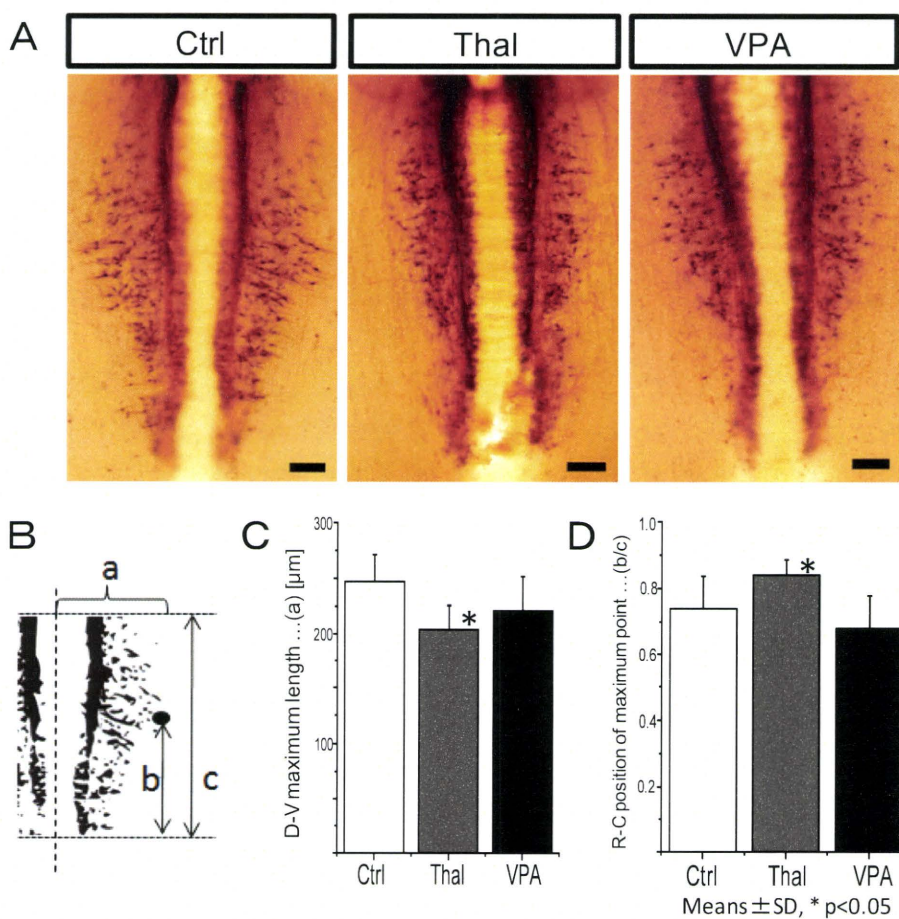 A
Ctrl
Thal
VPA
B
a
b
c
C
D-V maximum length ...(a) [μm]
300
200
100
Ctrl
Thal
VPA
*
D
R-C position of maximum point ...(b/c)
1.0
0.8
0.6
0.4
0.2
Ctrl
Thal
VPA
*
Means±SD, * p<0.05